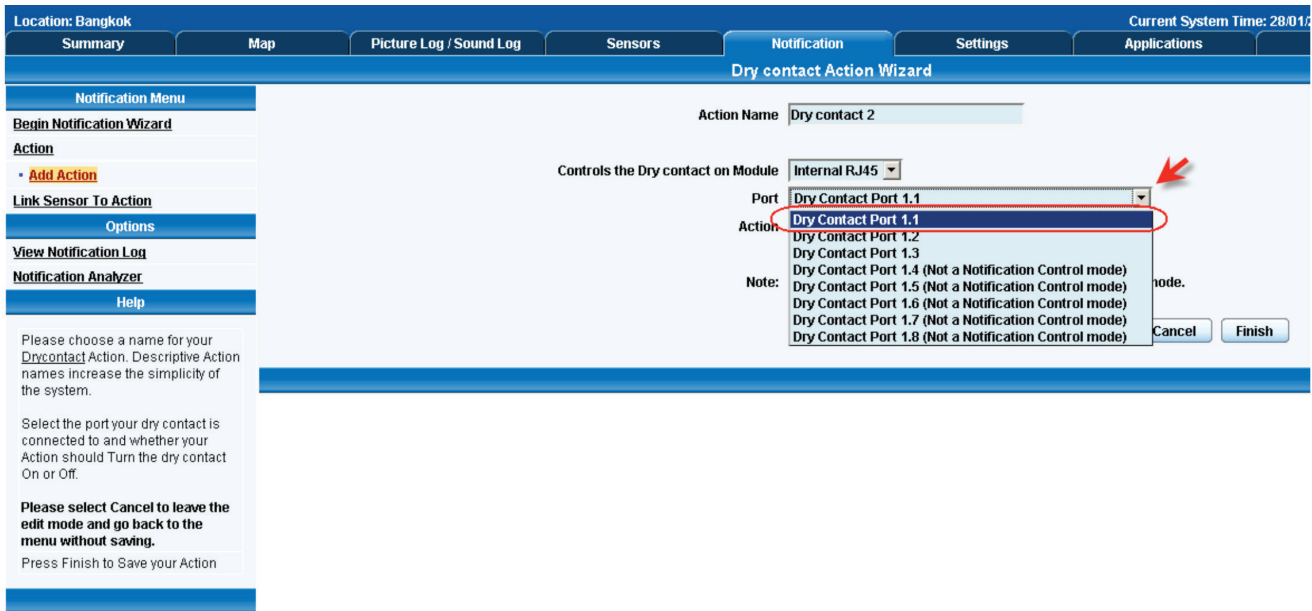 Location: Bangkok
Current System Time: 28/01/
Summary
Map
Picture Log / Sound Log
Sensors
Notification
Settings
Applications
Dry contact Action Wizard
Notification Menu
Begin Notification Wizard
Action
Add Action
Link Sensor To Action
Options
View Notification Log
Notification Analyzer
Help
Please choose a name for your
Drycontact Action. Descriptive Action
names increase the simplicity of
the system.
Select the port your dry contact is
connected to and whether your
Action should Turn the dry contact
On or Off.
Please select Cancel to leave the
edit mode and go back to the
menu without saving.
Press Finish to Save your Action
Action Name Dry contact 2
Controls the Dry contact on Module Internal RJ45
Port Dry Contact Port 1.1
Action
Dry Contact Port 1.1
Dry Contact Port 1.2
Dry Contact Port 1.3
Dry Contact Port 1.4 (Not a Notification Control mode)
Dry Contact Port 1.5 (Not a Notification Control mode)
Dry Contact Port 1.6 (Not a Notification Control mode)
Dry Contact Port 1.7 (Not a Notification Control mode)
Dry Contact Port 1.8 (Not a Notification Control mode)
Note: mode.
Cancel Finish